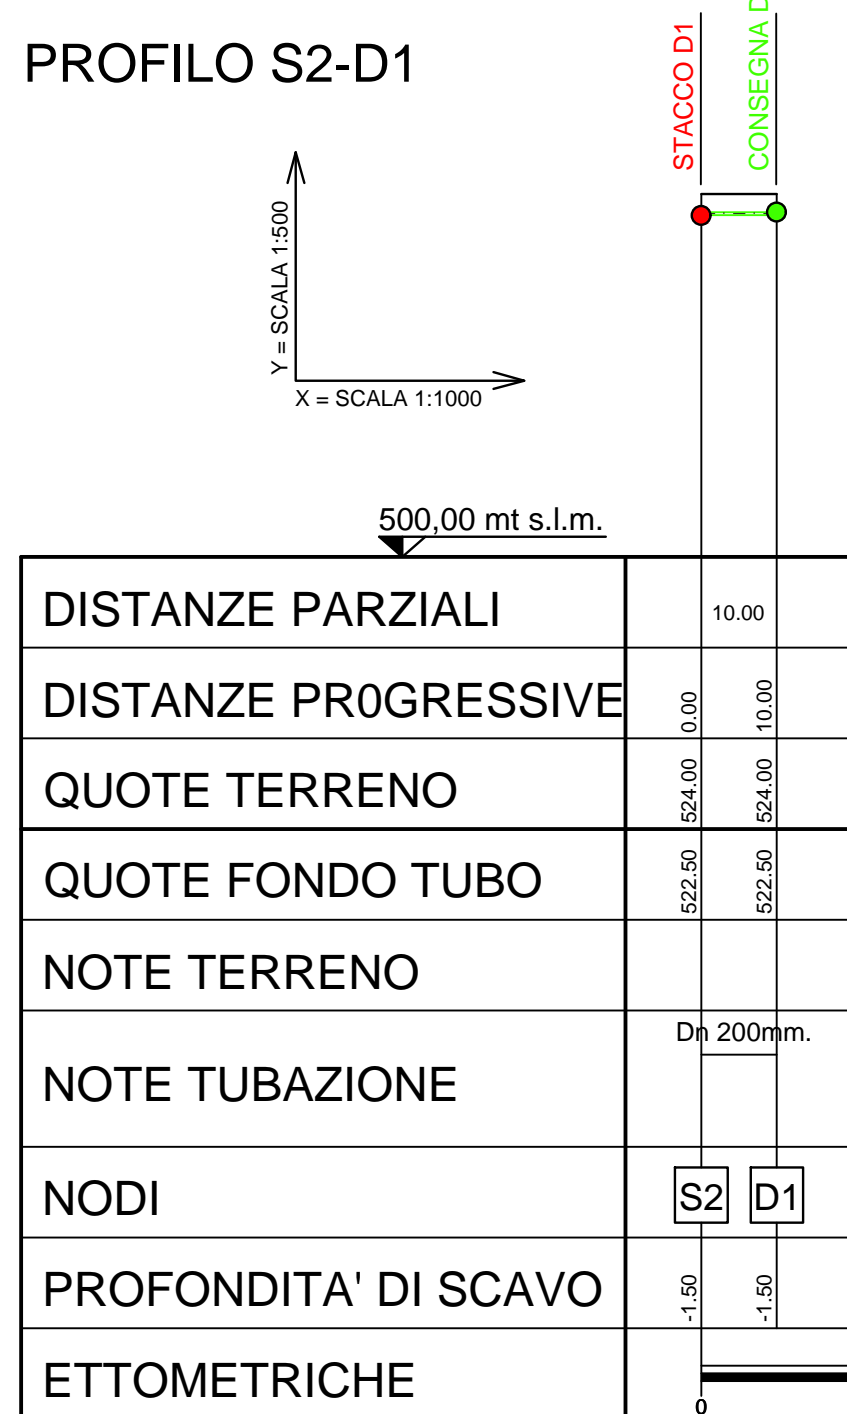 PROFILO S2-D1
STACCO D1
CONSEGNA
Y = SCALA 1:500
X = SCALA 1:1000
500,00 mt s.l.m.
DISTANZE PARZIALI 10.00
DISTANZE PR0GRESSIVE 0.00 10.00
QUOTE TERRENO 524.00 524.00
QUOTE FONDO TUBO 522.50 522.50
NOTE TERRENO
Dn 200mm.
NOTE TUBAZIONE
NODI S2 D1
PROFONDITA' DI SCAVO -1.50 -1.50
ETTOMETRICHE
0